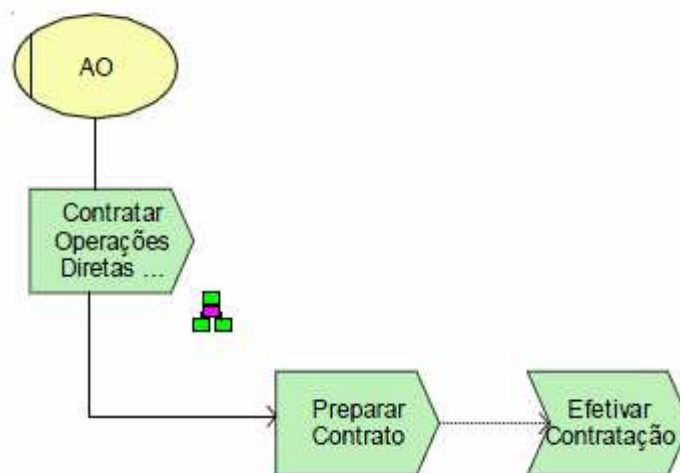 AO
Contratar
Operações
Diretas ...
Preparar
Contrato
Efetivar
Contratação